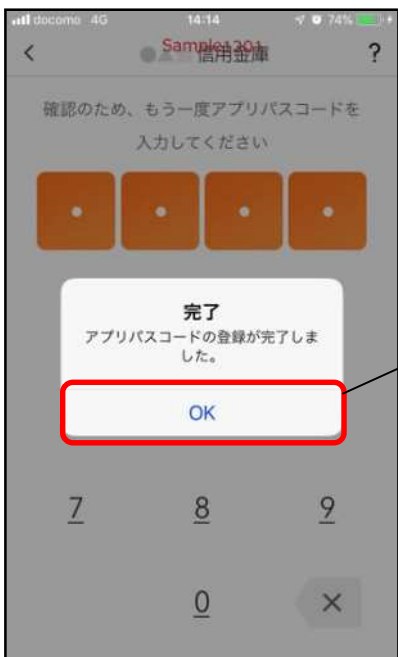 docomo 4G 14:14 74%
< Sample1201 信用金庫 ?
確認のため、もう一度アプリパスコードを
入力してください
完了
アプリパスコードの登録が完了しま
した。
OK
7 8 9
0 ×